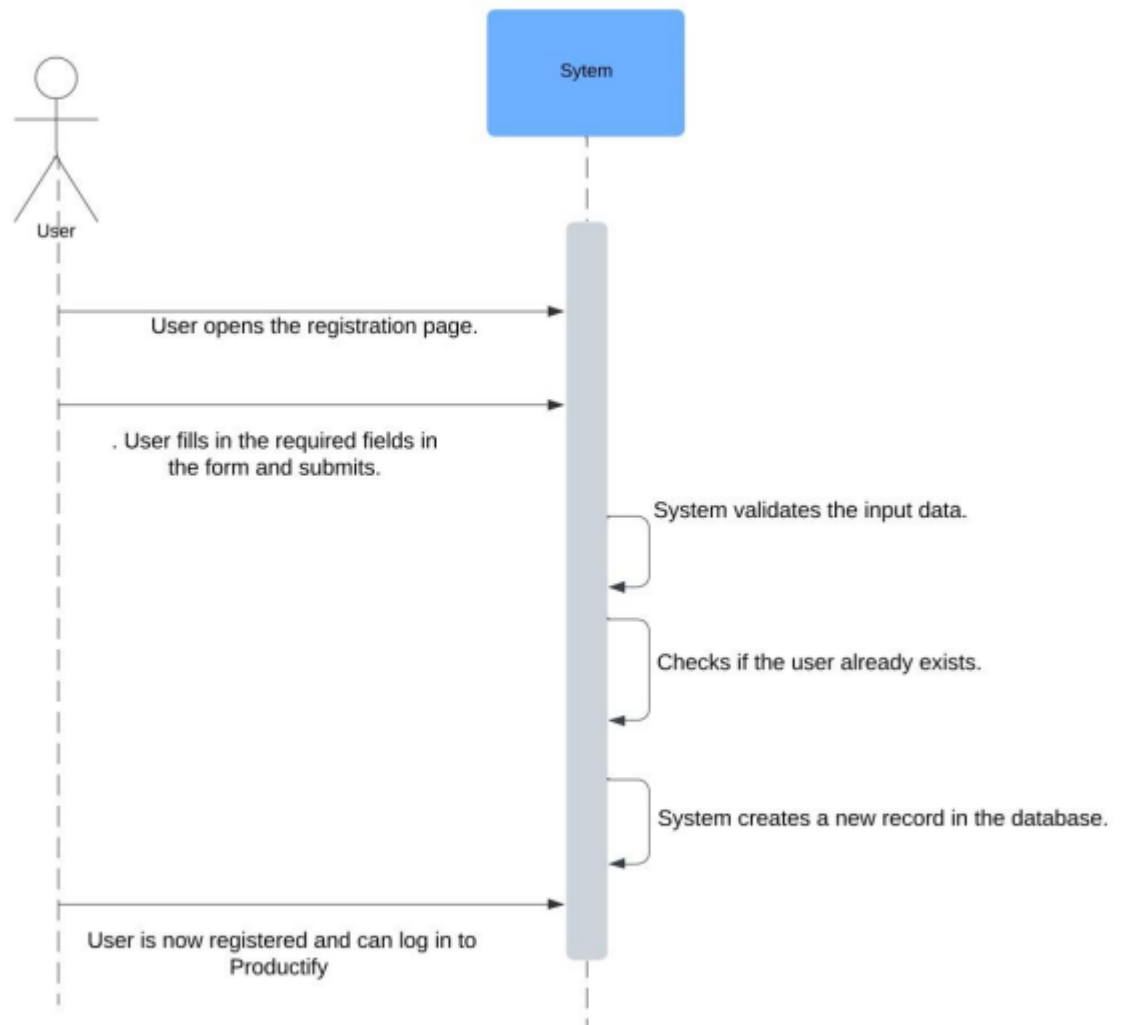 Sytem
User
User opens the registration page.
. User fills in the required fields in
the form and submits.
System validates the input data.
Checks if the user already exists.
System creates a new record in the database.
User is now registered and can log in to
Productify